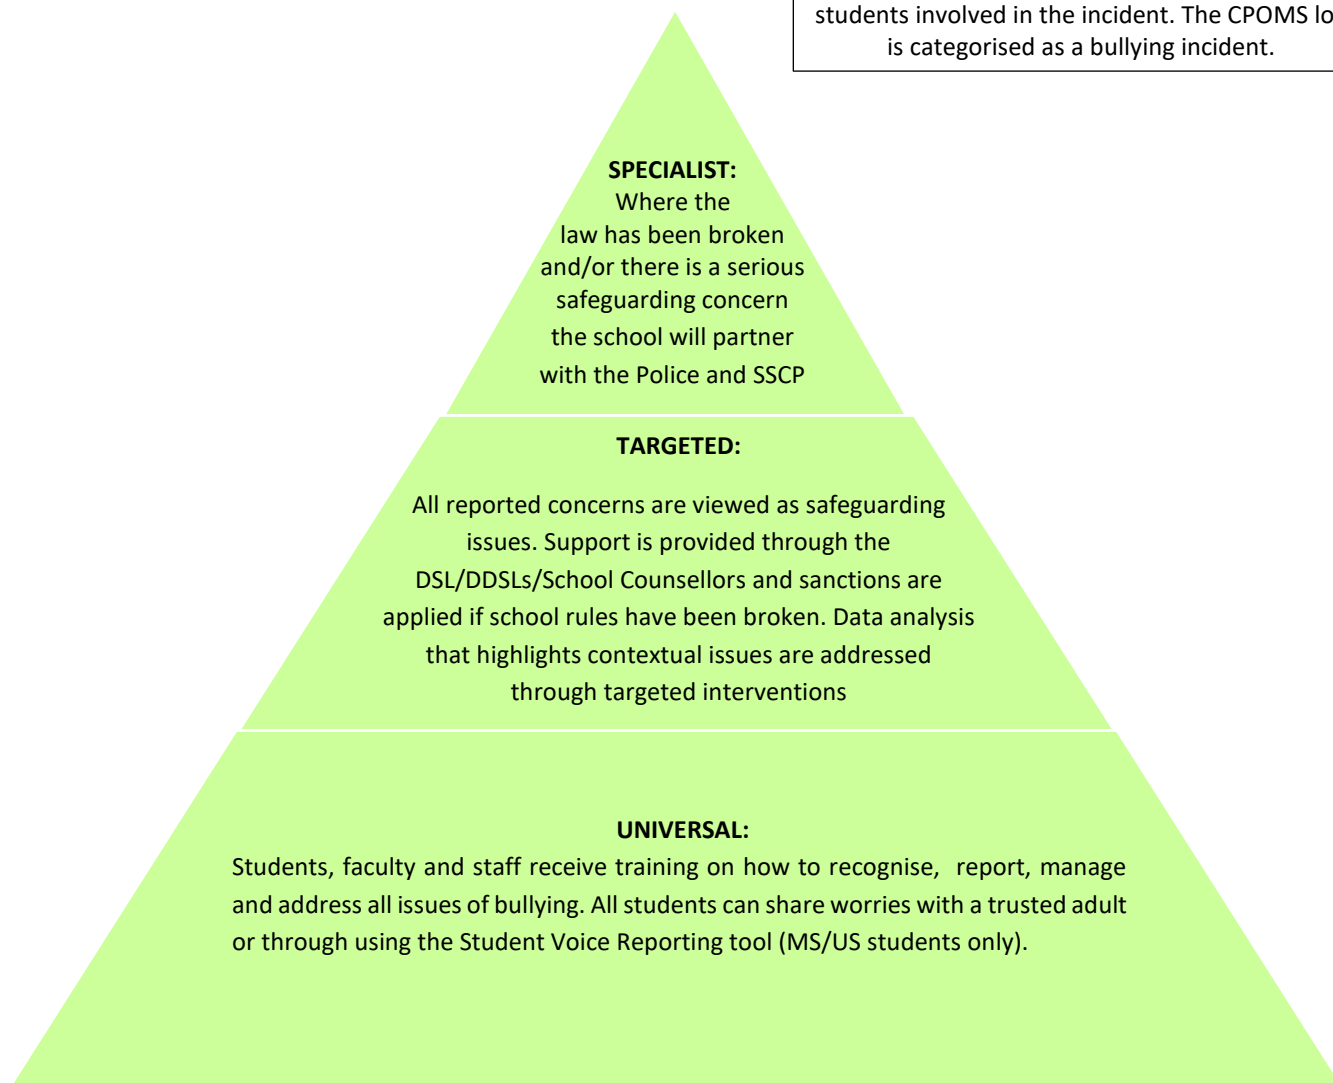 students involved in the incident. The CPOMS lo
is categorised as a bullying incident.
SPECIALIST:
Where the
law has been broken
and/or there is a serious
safeguarding concern
the school will partner
with the Police and SSCP
TARGETED:
All reported concerns are viewed as safeguarding
issues. Support is provided through the
DSL/DDSLs/School Counsellors and sanctions are
applied if school rules have been broken. Data analysis
that highlights contextual issues are addressed
through targeted interventions
UNIVERSAL:
Students, faculty and staff receive training on how to recognise, report, manage
and address all issues of bullying. All students can share worries with a trusted adult
or through using the Student Voice Reporting tool (MS/US students only).